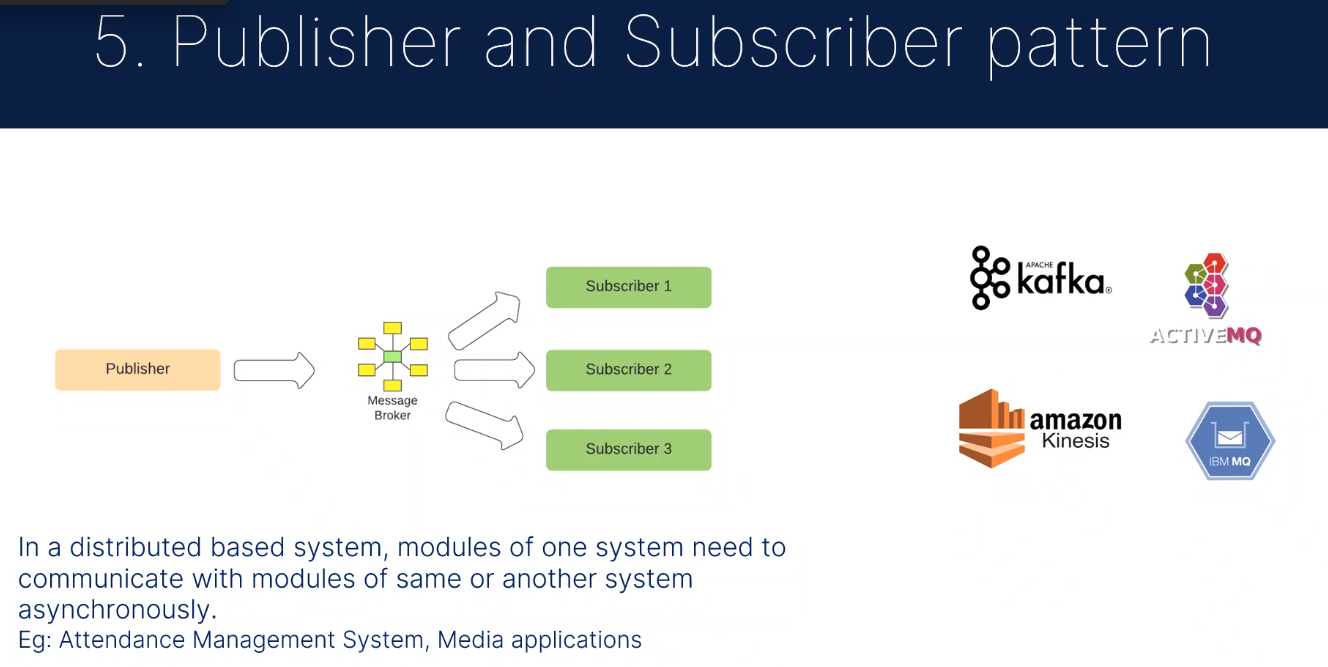 5. Publisher and Subscriber pattern
Publisher
Message
Broker
Subscriber 1
Subscriber 2
Subscriber 3
APACHE
kafka®
ACTIVEMQ
amazon
Kinesis
IBM MQ
In a distributed based system, modules of one system need to
communicate with modules of same or another system
asynchronously.
Eg: Attendance Management System, Media applications